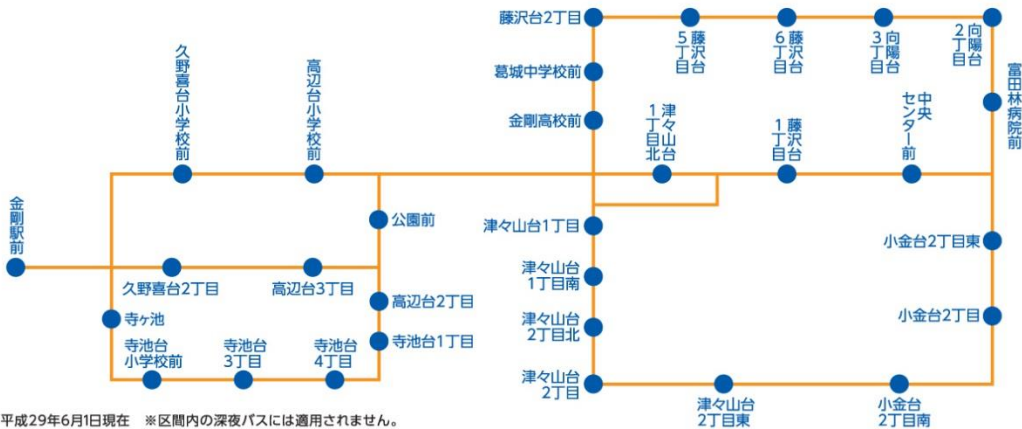 藤沢台2丁目
藤沢台
5丁目
藤沢台
6丁目
向陽台
3丁目
向陽台
2丁目
葛城中学校前
金剛高校前
富田林病院前
久野喜台小学校前
高辺台小学校前
津々山台
1丁目北
藤沢台
1丁目
中央
センター前
金剛駅前
公園前
津々山台1丁目
小金台2丁目東
久野喜台2丁目
高辺台3丁目
津々山台
1丁目南
高辺台2丁目
小金台2丁目
寺ヶ池
津々山台
2丁目北
寺池台1丁目
寺池台
小学校前
寺池台
3丁目
寺池台
4丁目
津々山台
2丁目
津々山台
2丁目東
小金台
2丁目南
平成29年6月1日現在 ※区間内の深夜バスには適用されません。